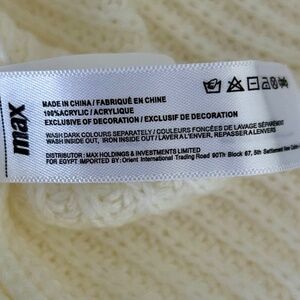 max
MADE IN CHINA / FABRIQUÉ EN CHINE
100%ACRYLIC / ACRYLIQUE
EXCLUSIVE OF DECORATION / EXCLUSIF DE DECORATION
WASH DARK COLOURS SEPARATELY / COULEURS FONCÉES DE LAVAGE SÉPARÉMENT
WASH INSIDE OUT, IRON INSIDE OUT / LAVER A L'ENVER, REPASSER A LENVERS
DISTRIBUTOR : MAX HOLDINGS & INVESTMENTS LIMITED
FOR EGYPT IMPORTED BY: Orient International Trading Road 90TH Block 67, 5th Settlement New